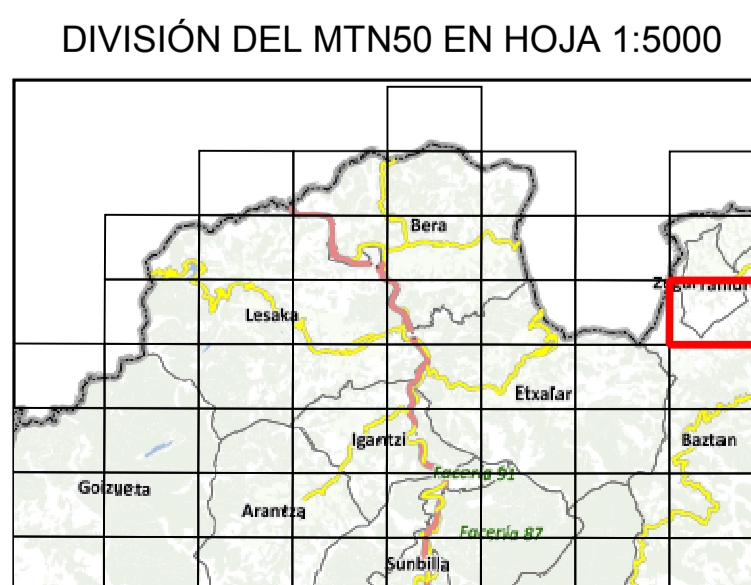 DIVISIÓN DEL MTN50 EN HOJA 1:5000
Bera
Lesaka
Etxalar
Igantzi
Baztan
Facería 91
Goizueta
Arantza
Facería 87
Sunbilla